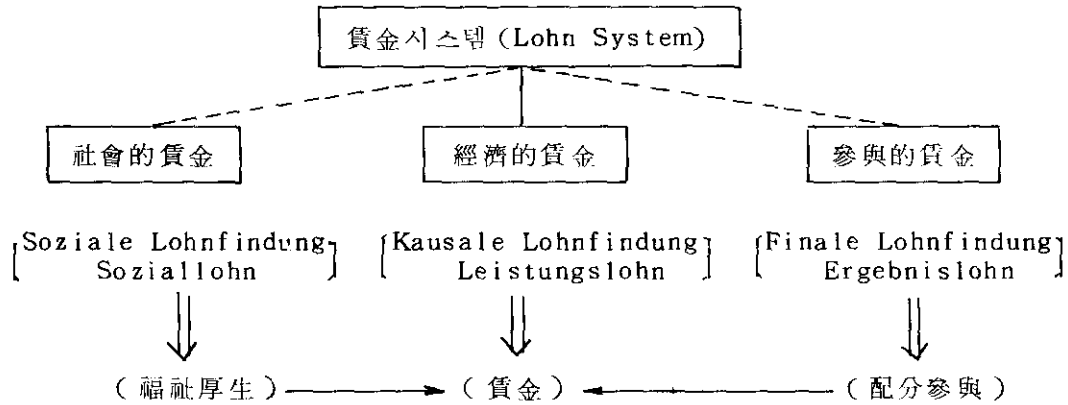 賃金시스템 (Lohn System)
社會的賃金 經濟的賃金 參與的賃金
Soziale Lohnfindung Kausale Lohnfindung Finale Lohnfindung
Soziallohn Leistungslohn Ergebnislohn
(福祉厚生) (賃金) (配分參與)